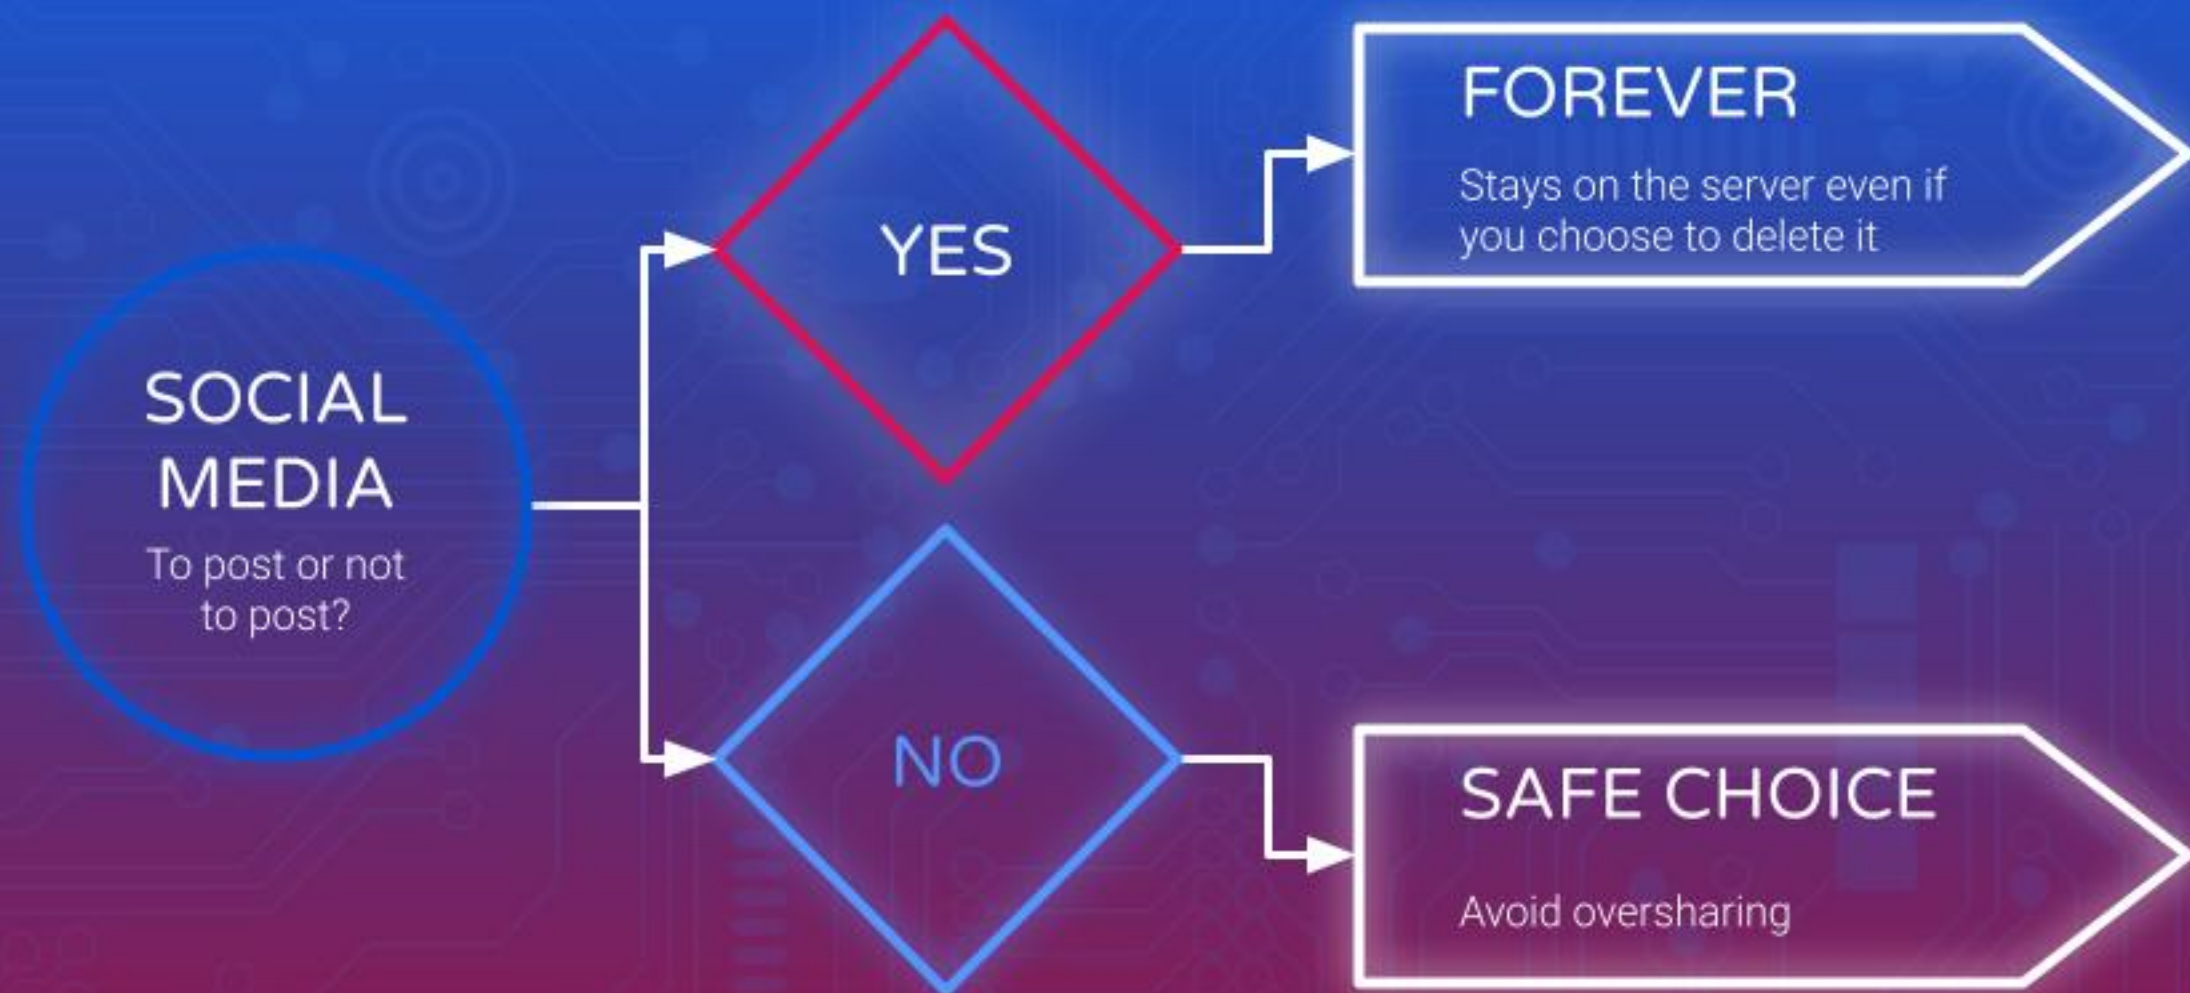 SOCIAL
MEDIA
To post or not
to post?
YES
FOREVER
Stays on the server even if
you choose to delete it
NO
SAFE CHOICE
Avoid oversharing